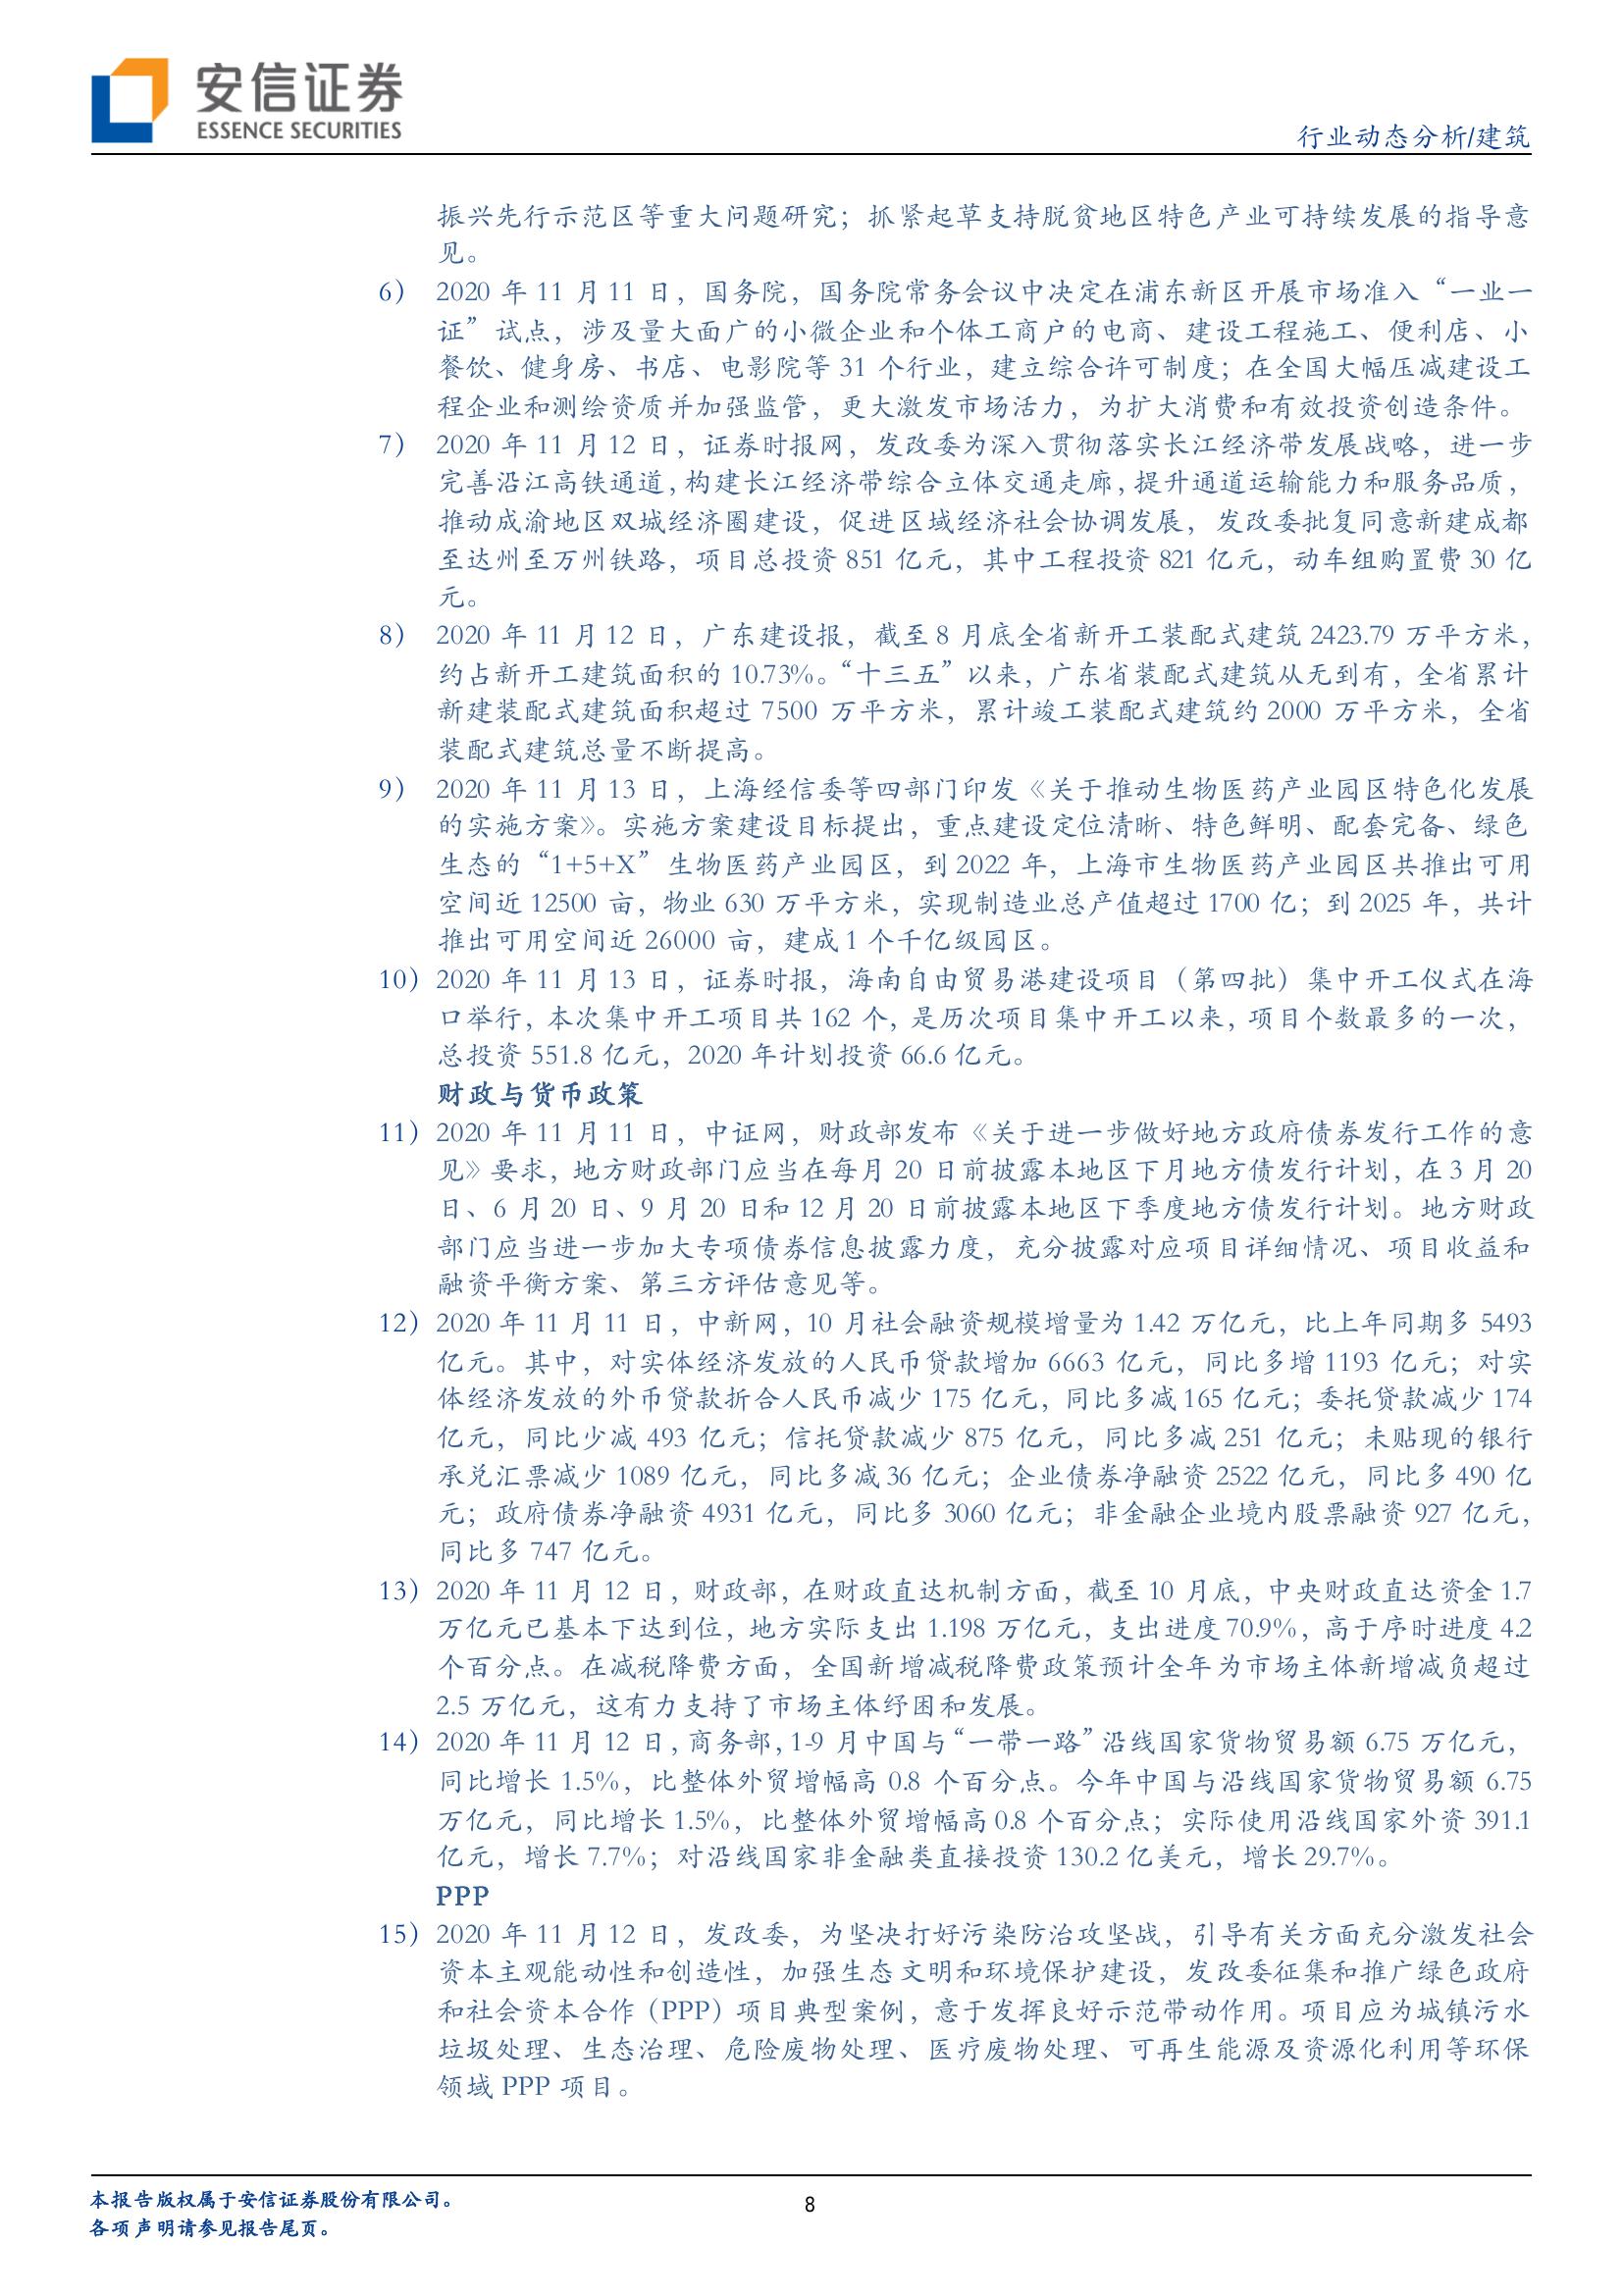 安信证券
ESSENCE SECURITIES
行业动态分析/建筑
振兴先行示范区等重大问题研究；抓紧起草支持脱贫地区特色产业可持续发展的指导意
见。
6） 2020 年 11 月 11 日，国务院，国务院常务会议中决定在浦东新区开展市场准入“一业一
证”试点，涉及量大面广的小微企业和个体工商户的电商、建设工程施工、便利店、小
餐饮、健身房、书店、电影院等 31 个行业，建立综合许可制度；在全国大幅压减建设工
程企业和测绘资质并加强监管，更大激发市场活力，为扩大消费和有效投资创造条件。
7） 2020 年 11 月 12 日，证券时报网，发改委为深入贯彻落实长江经济带发展战略，进一步
完善沿江高铁通道，构建长江经济带综合立体交通走廊，提升通道运输能力和服务品质，
推动成渝地区双城经济圈建设，促进区域经济社会协调发展，发改委批复同意新建成都
至达州至万州铁路，项目总投资 851 亿元，其中工程投资 821 亿元，动车组购置费 30 亿
元。
8） 2020 年 11 月 12 日，广东建设报，截至 8 月底全省新开工装配式建筑 2423.79 万平方米，
约占新开工建筑面积的 10.73%。“十三五”以来，广东省装配式建筑从无到有，全省累计
新建装配式建筑面积超过 7500 万平方米，累计竣工装配式建筑约 2000 万平方米，全省
装配式建筑总量不断提高。
9） 2020 年 11 月 13 日，上海经信委等四部门印发《关于推动生物医药产业园区特色化发展
的实施方案》。实施方案建设目标提出，重点建设定位清晰、特色鲜明、配套完备、绿色
生态的“1+5+X”生物医药产业园区，到 2022 年，上海市生物医药产业园区共推出可用
空间近 12500 亩，物业 630 万平方米，实现制造业总产值超过 1700 亿；到 2025 年，共计
推出可用空间近 26000 亩，建成 1 个千亿级园区。
10） 2020 年 11 月 13 日，证券时报，海南自由贸易港建设项目（第四批）集中开工仪式在海
口举行，本次集中开工项目共 162 个，是历次项目集中开工以来，项目个数最多的一次，
总投资 551.8 亿元，2020 年计划投资 66.6 亿元。
财政与货币政策
11） 2020 年 11 月 11 日，中证网，财政部发布《关于进一步做好地方政府债券发行工作的意
见》要求，地方财政部门应当在每月 20 日前披露本地区下月地方债发行计划，在 3 月 20
日、6 月 20 日、9 月 20 日和 12 月 20 日前披露本地区下季度地方债发行计划。地方财政
部门应当进一步加大专项债券信息披露力度，充分披露对应项目详细情况、项目收益和
融资平衡方案、第三方评估意见等。
12） 2020 年 11 月 11 日，中新网，10 月社会融资规模增量为 1.42 万亿元，比上年同期多 5493
亿元。其中，对实体经济发放的人民币贷款增加 6663 亿元，同比多增 1193 亿元；对实
体经济发放的外币贷款折合人民币减少 175 亿元，同比多减 165 亿元；委托贷款减少 174
亿元，同比少减 493 亿元；信托贷款减少 875 亿元，同比多减 251 亿元；未贴现的银行
承兑汇票减少 1089 亿元，同比多减 36 亿元；企业债券净融资 2522 亿元，同比多 490 亿
元；政府债券净融资 4931 亿元，同比多 3060 亿元；非金融企业境内股票融资 927 亿元，
同比多 747 亿元。
13） 2020 年 11 月 12 日，财政部，在财政直达机制方面，截至 10 月底，中央财政直达资金 1.7
万亿元已基本下达到位，地方实际支出 1.198 万亿元，支出进度 70.9%，高于序时进度 4.2
个百分点。在减税降费方面，全国新增减税降费政策预计全年为市场主体新增减负超过
2.5 万亿元，这有力支持了市场主体纾困和发展。
14） 2020 年 11 月 12 日，商务部，1-9 月中国与“一带一路”沿线国家货物贸易额 6.75 万亿元，
同比增长 1.5%，比整体外贸增幅高 0.8 个百分点。今年中国与沿线国家货物贸易额 6.75
万亿元，同比增长 1.5%，比整体外贸增幅高 0.8 个百分点；实际使用沿线国家外资 391.1
亿元，增长 7.7%；对沿线国家非金融类直接投资 130.2 亿美元，增长 29.7%。
PPP
15） 2020 年 11 月 12 日，发改委，为坚决打好污染防治攻坚战，引导有关方面充分激发社会
资本主观能动性和创造性，加强生态文明和环境保护建设，发改委征集和推广绿色政府
和社会资本合作（PPP）项目典型案例，意于发挥良好示范带动作用。项目应为城镇污水
垃圾处理、生态治理、危险废物处理、医疗废物处理、可再生能源及资源化利用等环保
领域 PPP 项目。
本报告版权属于安信证券股份有限公司。
各项声明请参见报告尾页。
8